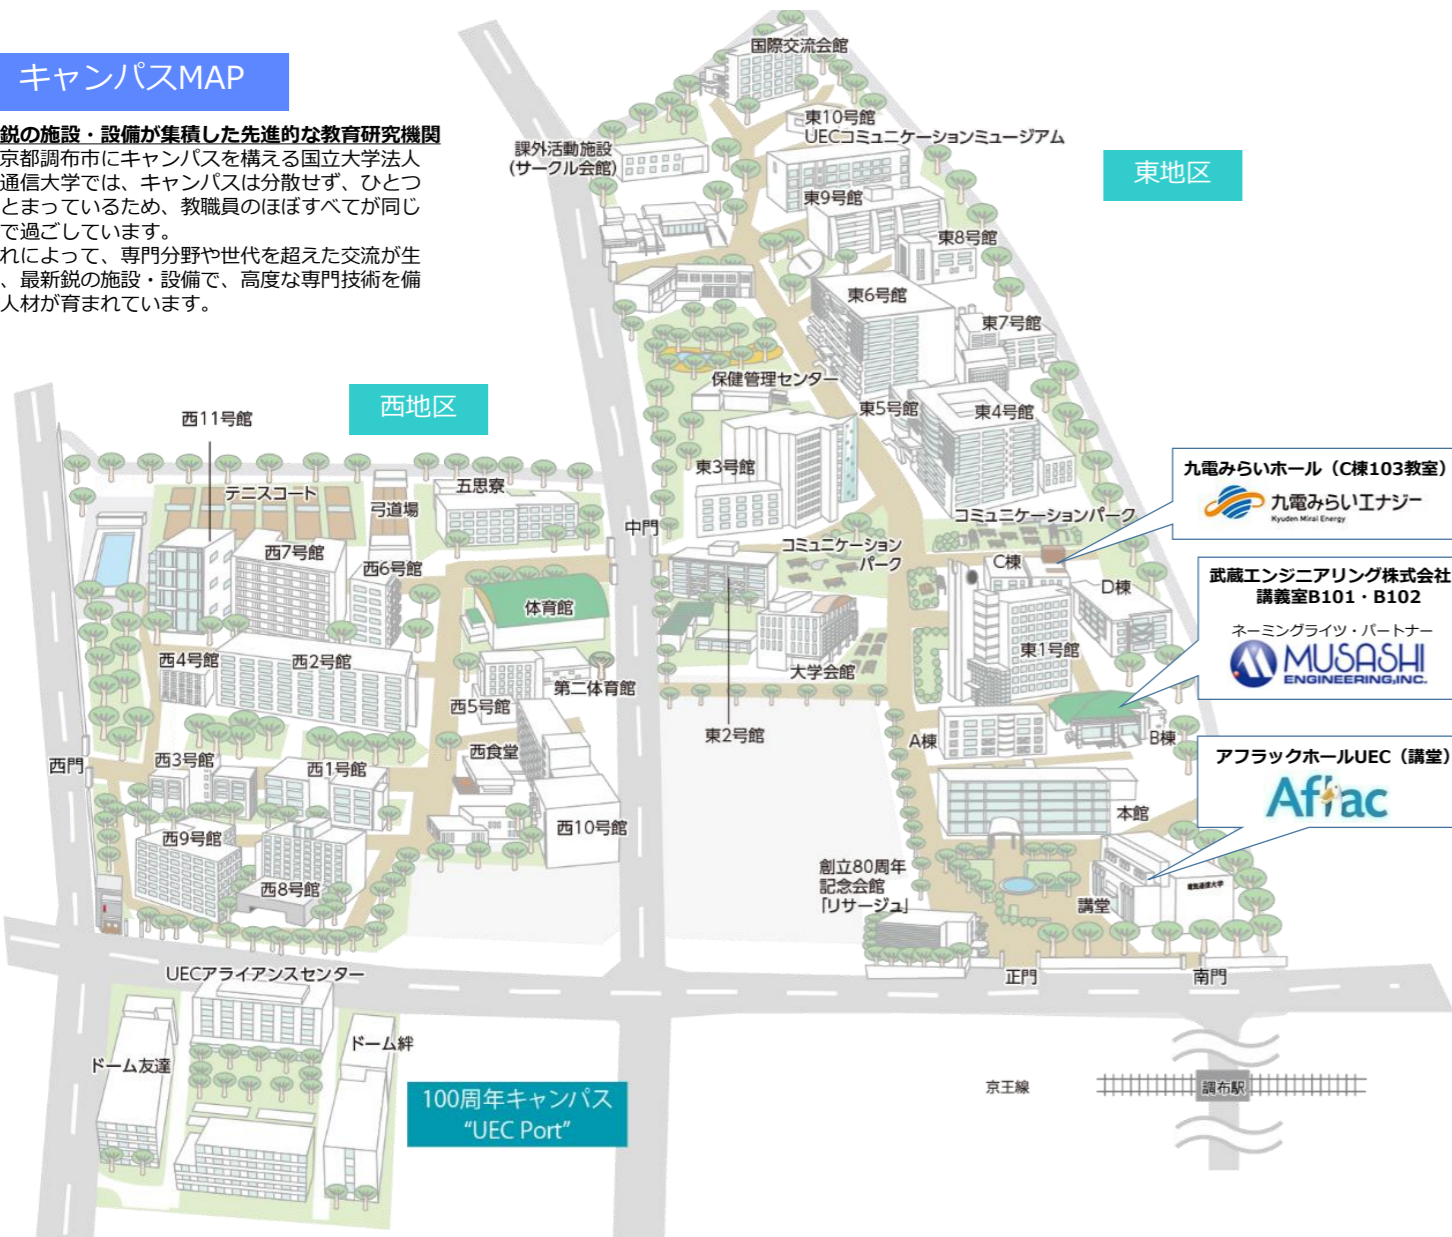 キャンパスMAP
鋭の施設・設備が集積した先進的な教育研究機関
京都調布市にキャンパスを構える国立大学法人
通信大学では、キャンパスは分散せず、ひとつ
とまっているため、教職員のほぼすべてが同じ
で過ごしています。
れによって、専門分野や世代を超えた交流が生
、最新鋭の施設・設備で、高度な専門技術を備
人材が育まれています。
国際交流会館
東10号館
UECコミュニケーションミュージアム
課外活動施設
(サークル会館)
東地区
東9号館
東8号館
東6号館
東7号館
保健管理センター
東5号館
東4号館
西地区
西11号館
東3号館
九電みらいホール（C棟103教室）
九電みらいエナジー
Kyuden Mirai Energy
テニスコート
弓道場
五思寮
中門
コミュニケーションパーク
コミュニケーション
パーク
西7号館
西6号館
C棟
D棟
体育館
武蔵エンジニアリング株式会社
講義室B101・B102
ネーミングライツ・パートナー
MUSASHI
ENGINEERING,INC.
西4号館
西2号館
第二体育館
大学会館
東1号館
西5号館
東2号館
A棟
B棟
西門
西3号館
西1号館
西食堂
アフラックホールUEC（講堂）
Aflac
本館
西10号館
西9号館
西8号館
創立80周年
記念会館
「リサージュ」
講堂
電気通信大学
UECアライアンスセンター
正門
南門
ドーム友達
ドーム絆
100周年キャンパス
“UEC Port”
京王線
調布駅